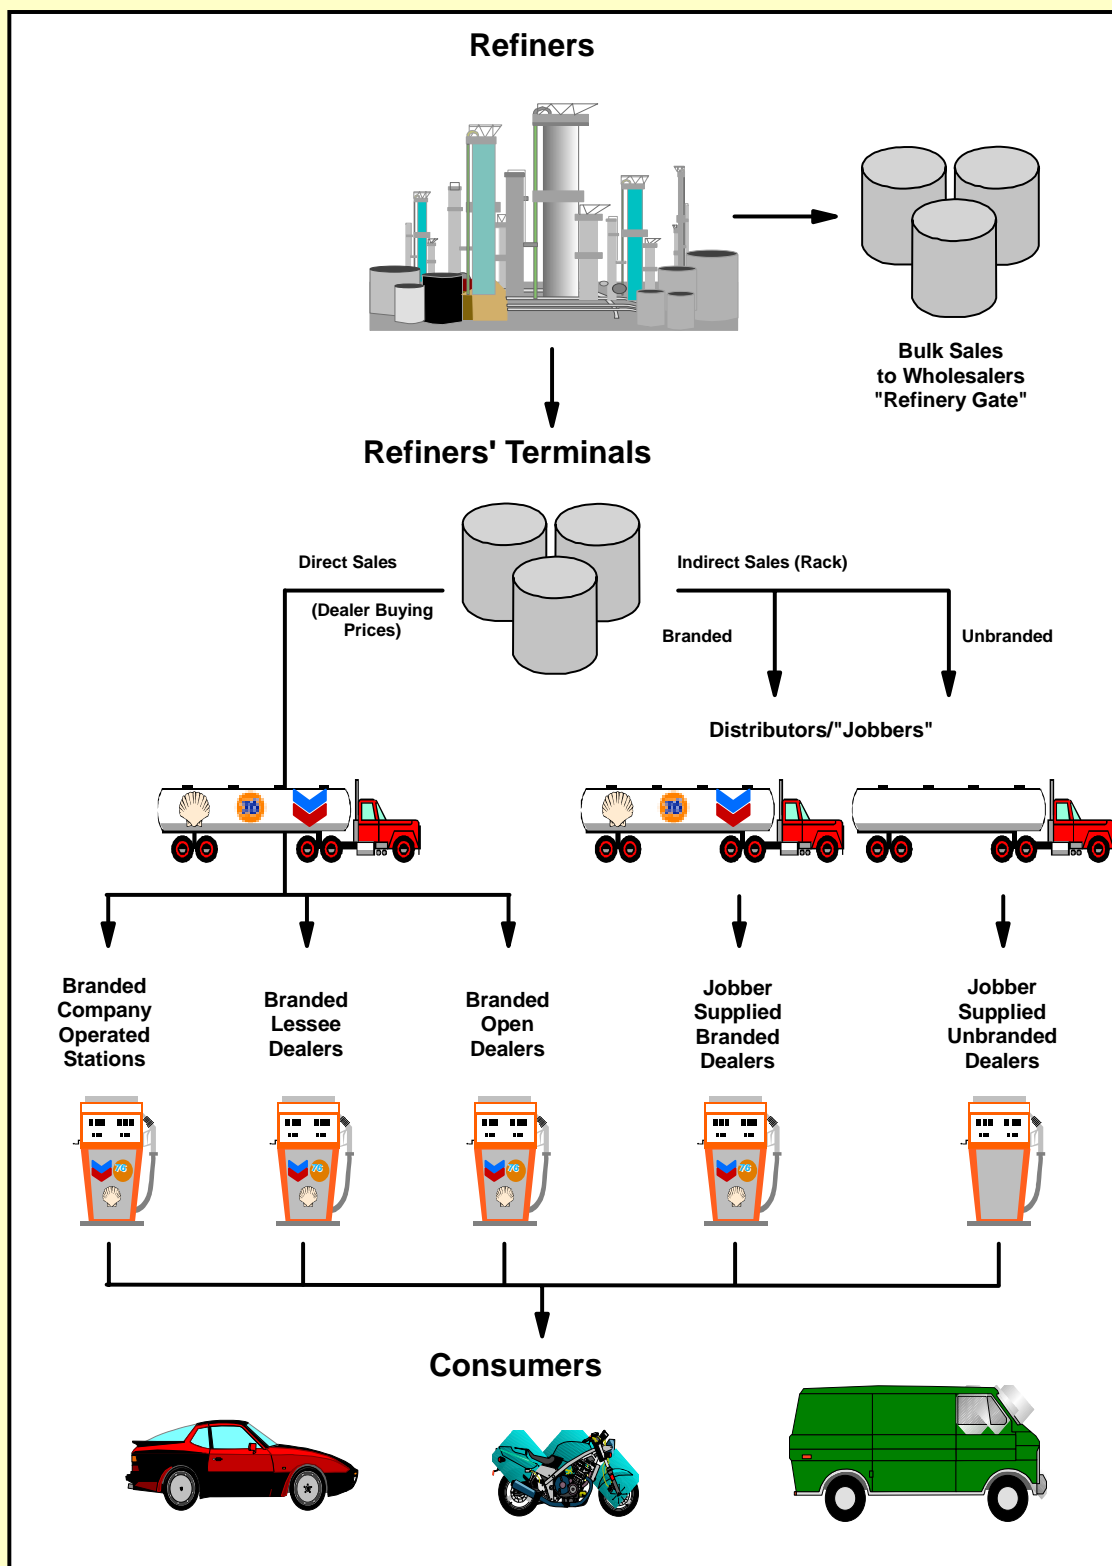 Refiners
Bulk Sales
to Wholesalers
"Refinery Gate"
Refiners' Terminals
Direct Sales
(Dealer Buying
Prices)
Indirect Sales (Rack)
Branded
Unbranded
Distributors/"Jobbers"
76
76
Branded
Company
Operated
Stations
Branded
Lessee
Dealers
Branded
Open
Dealers
Jobber
Supplied
Branded
Dealers
Jobber
Supplied
Unbranded
Dealers
76
76
76
76
Consumers